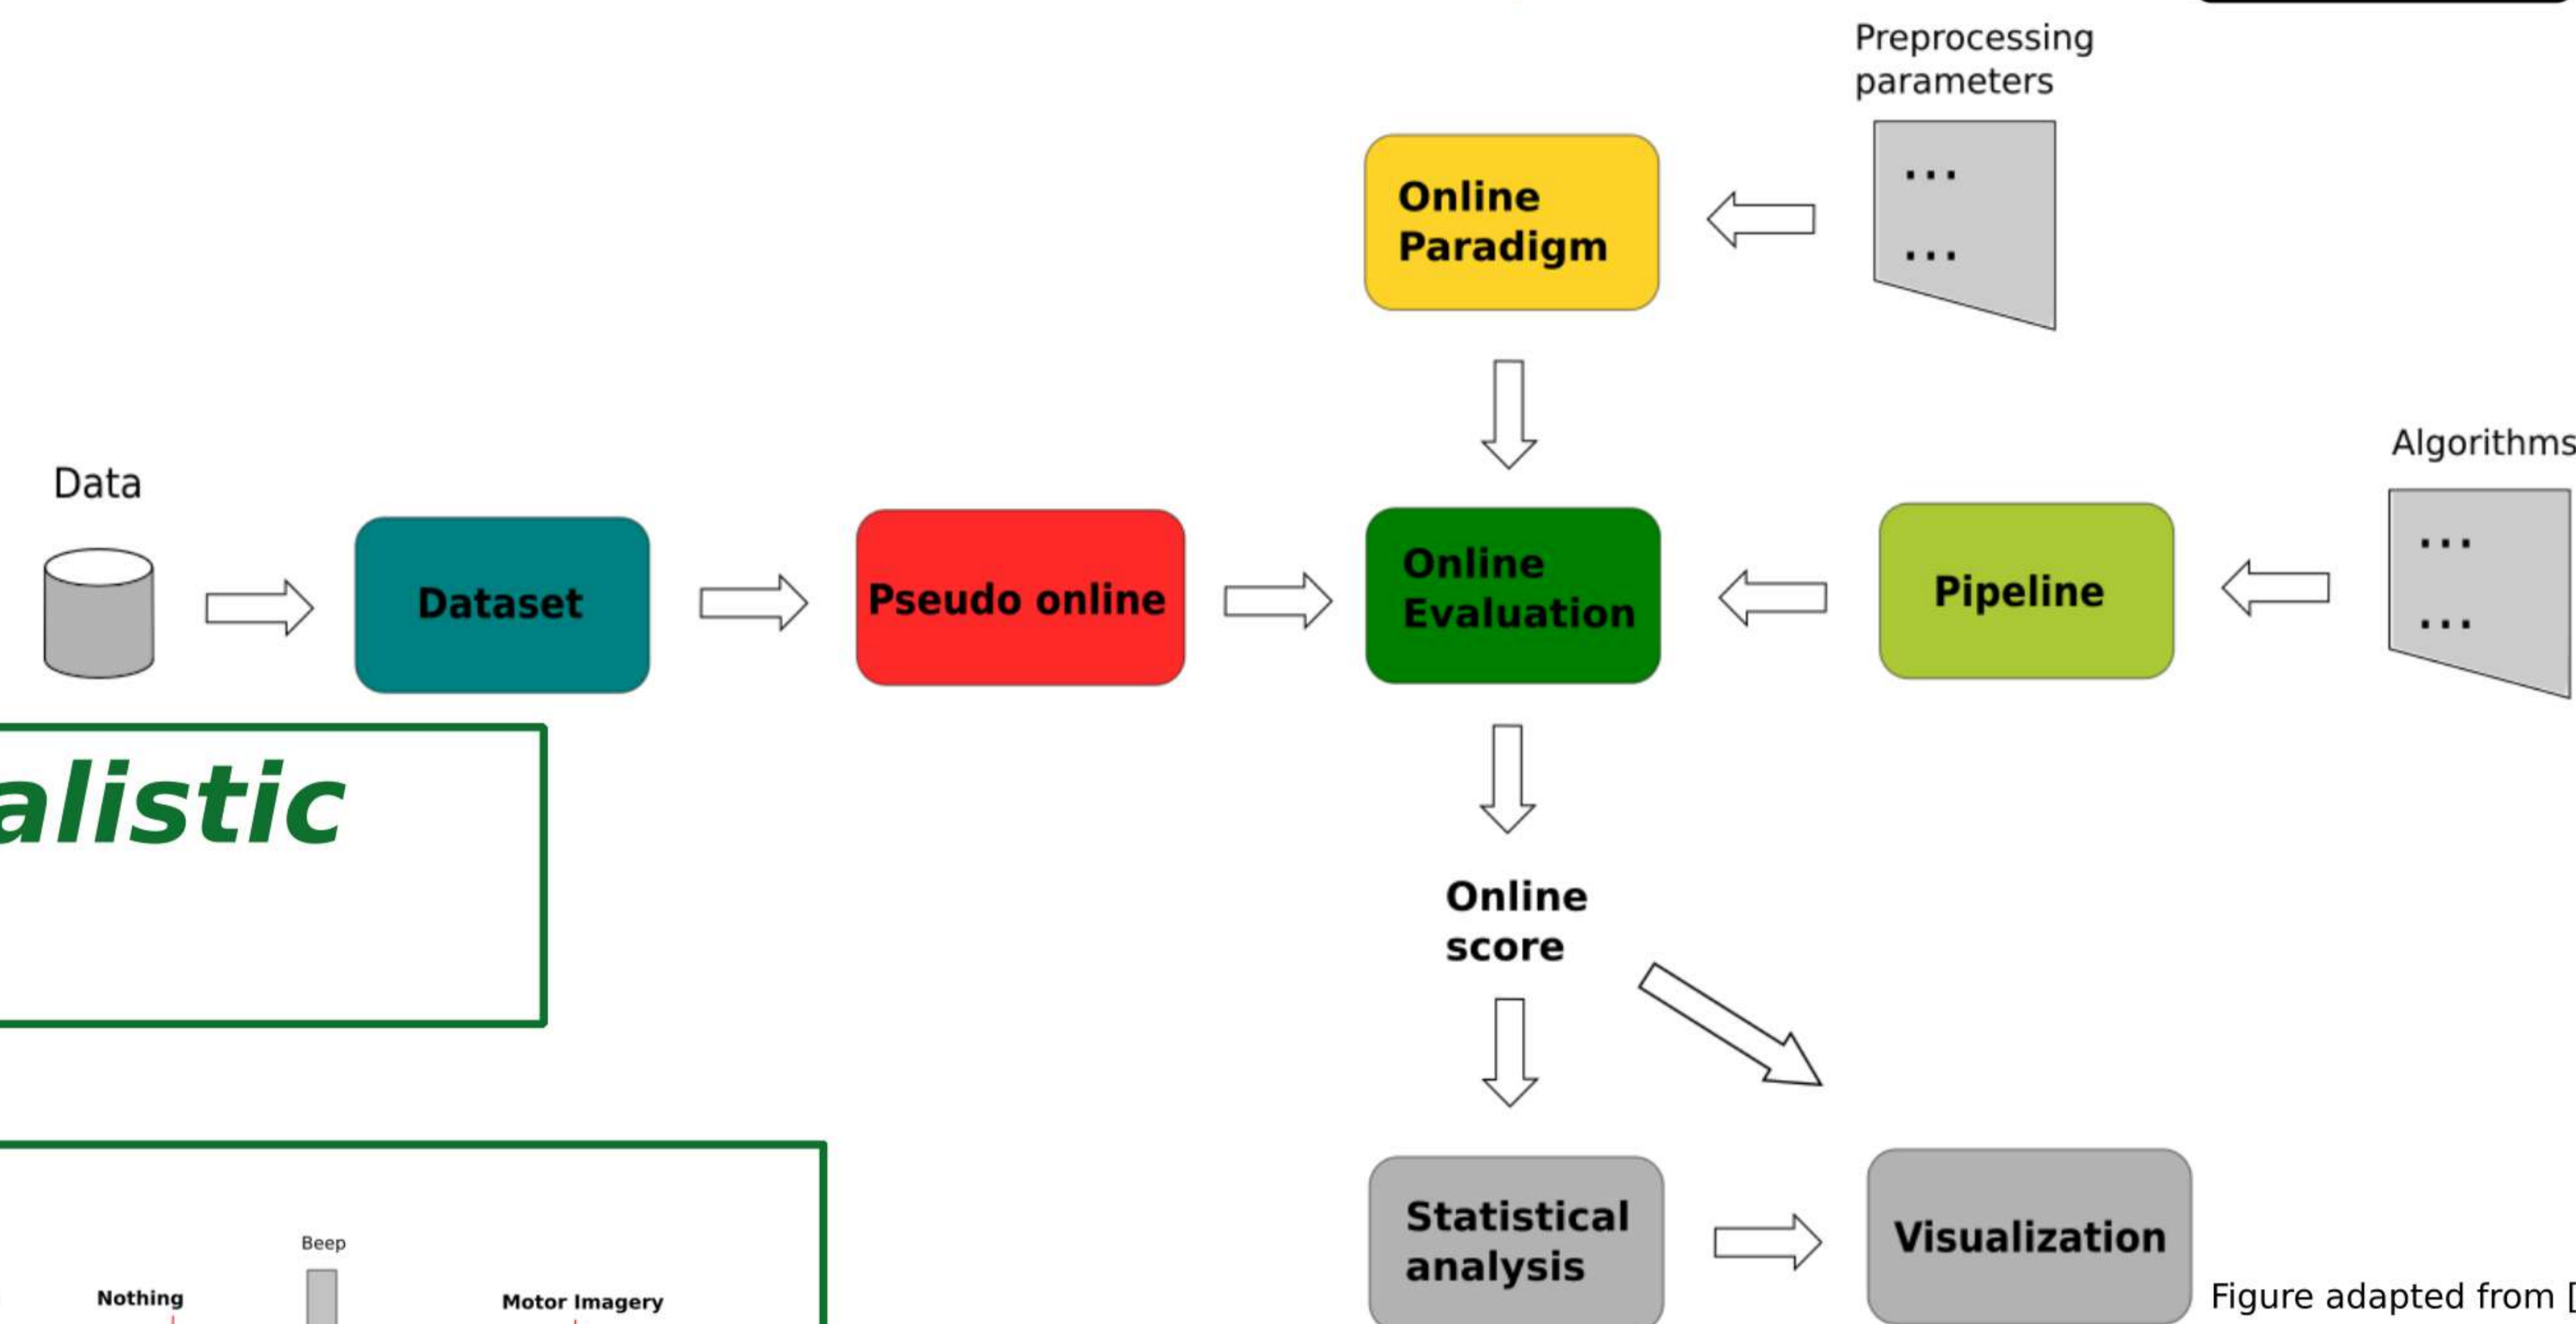 Preprocessing
parameters
...
...
Online
Paradigm
Algorithms
...
...
Data
Dataset
Pseudo online
Online
Evaluation
Pipeline
alistic
Online
score
Statistical
analysis
Visualization
Beep
Nothing
Motor Imagery
Figure adapted from [